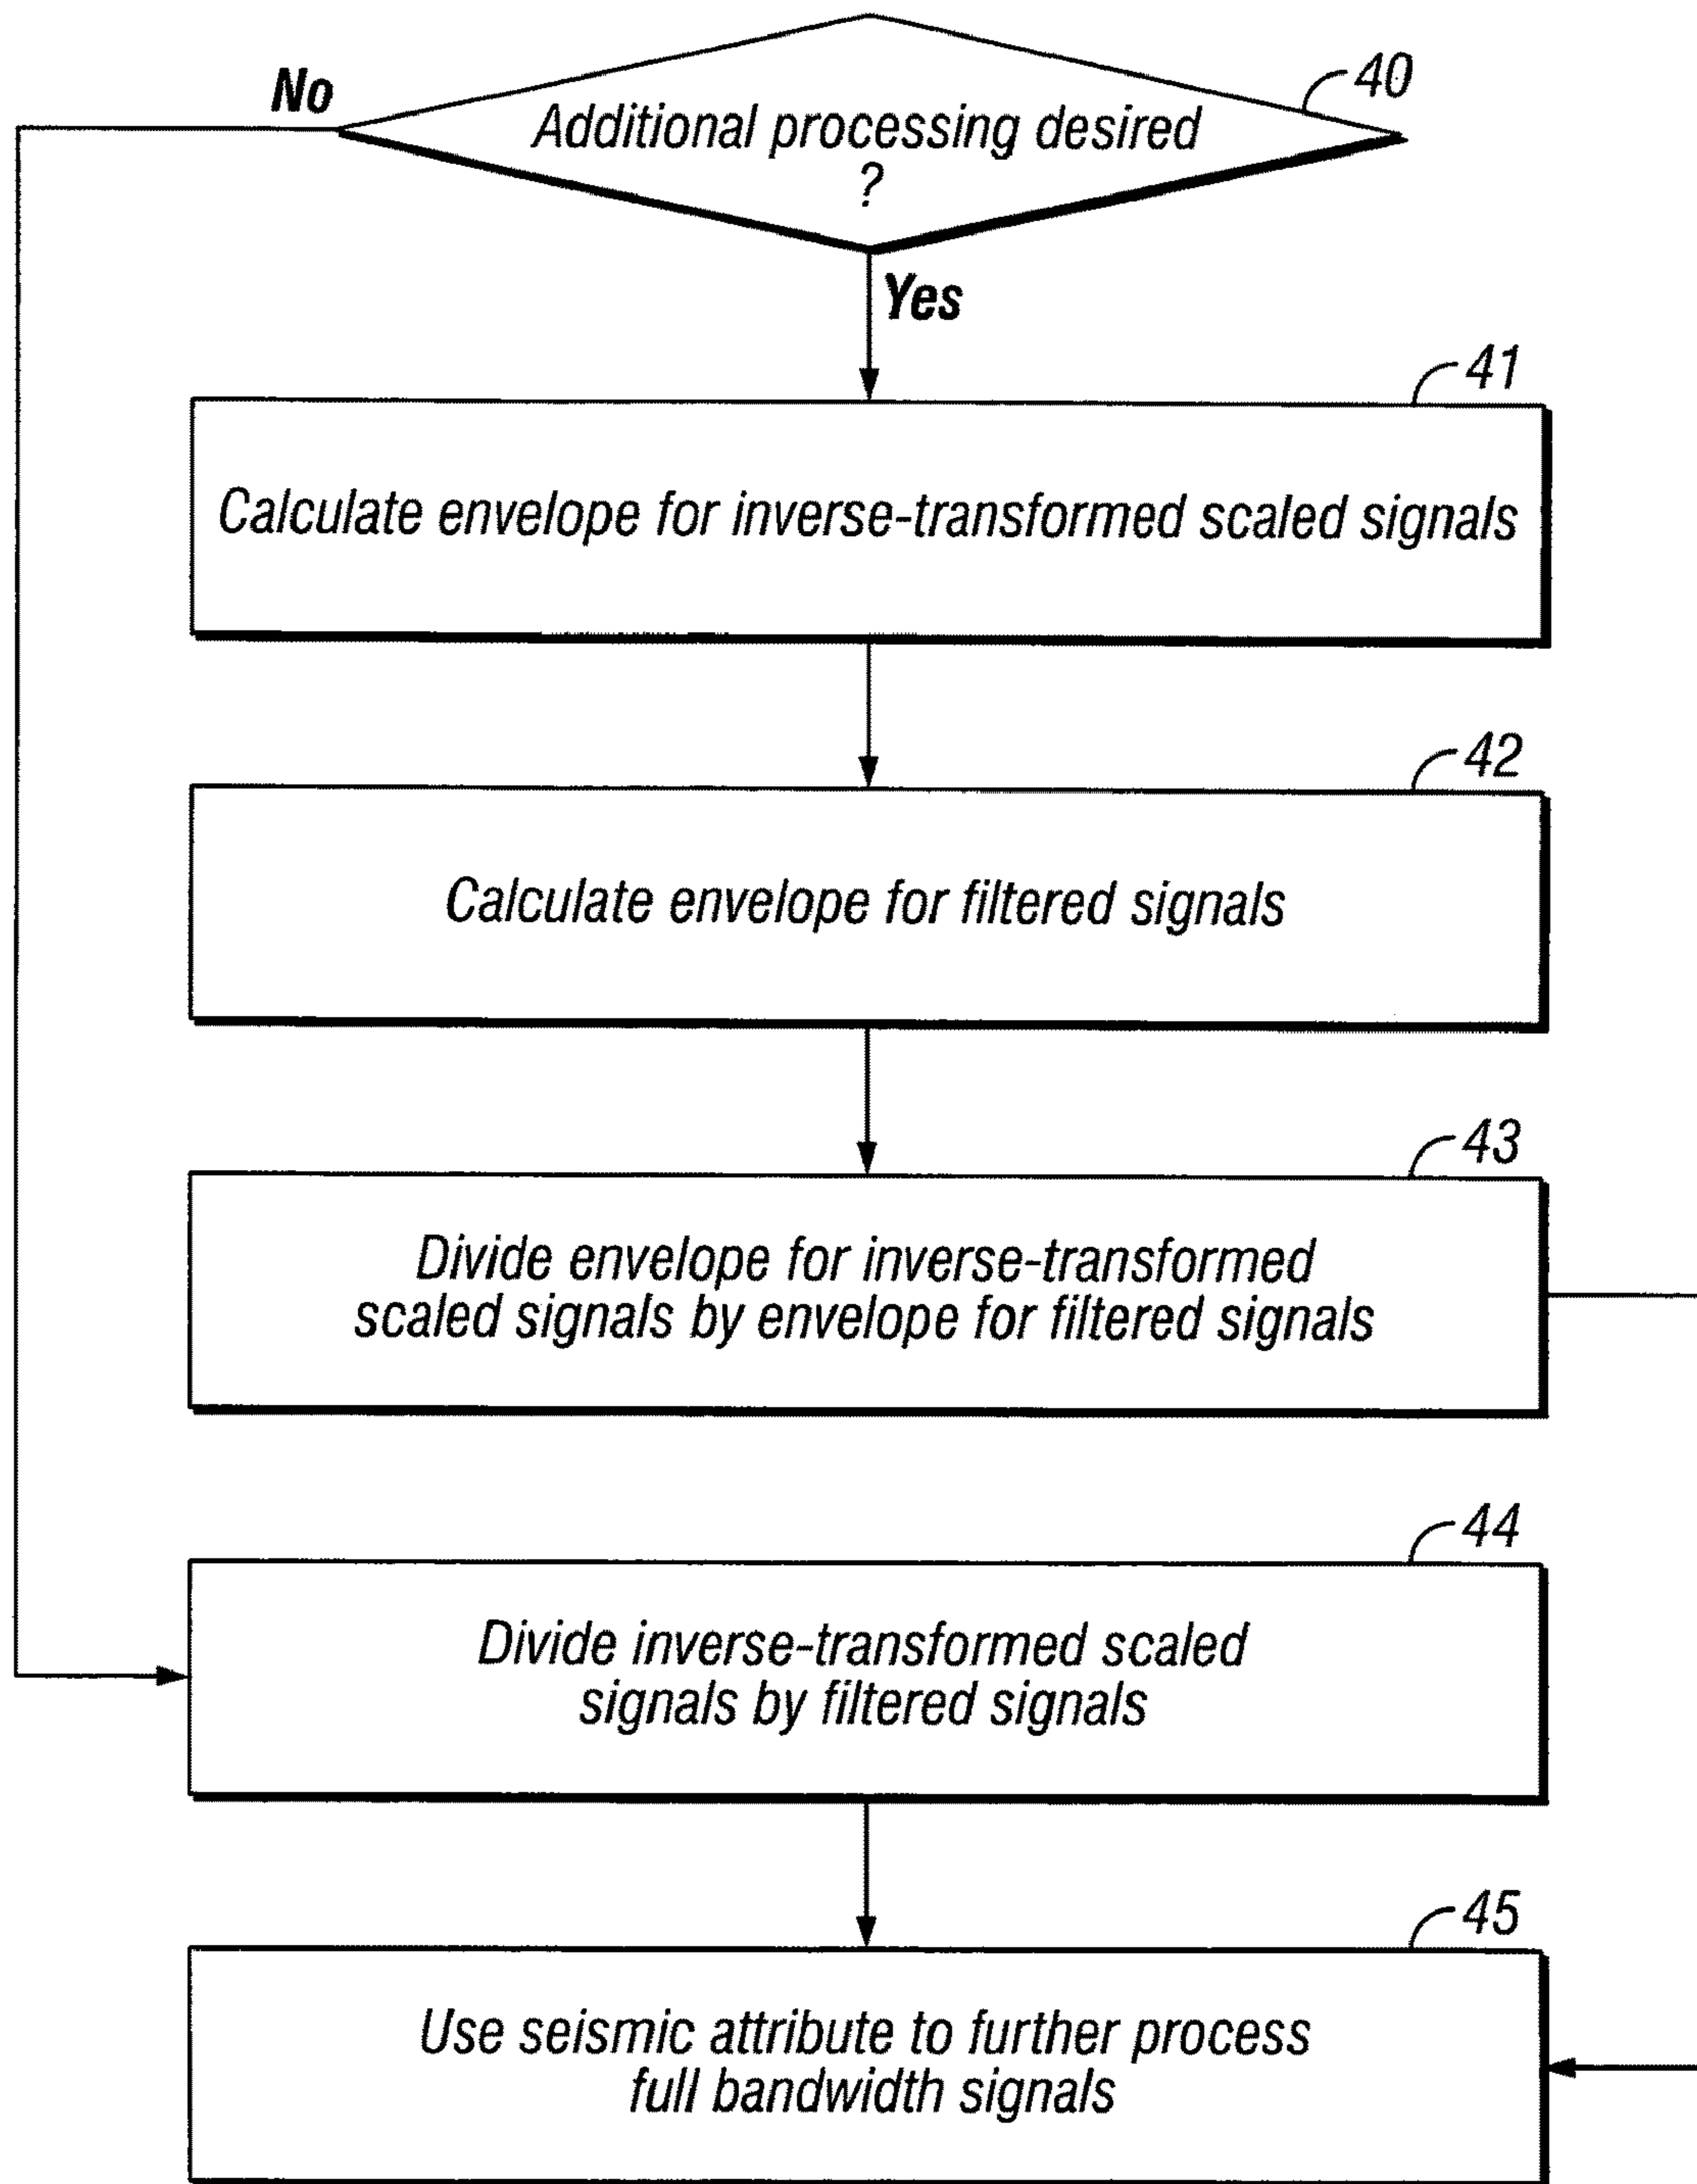 No
40
Additional processing desired
?
Yes
41
Calculate envelope for inverse-transformed scaled signals
42
Calculate envelope for filtered signals
43
Divide envelope for inverse-transformed
scaled signals by envelope for filtered signals
44
Divide inverse-transformed scaled
signals by filtered signals
45
Use seismic attribute to further process
full bandwidth signals